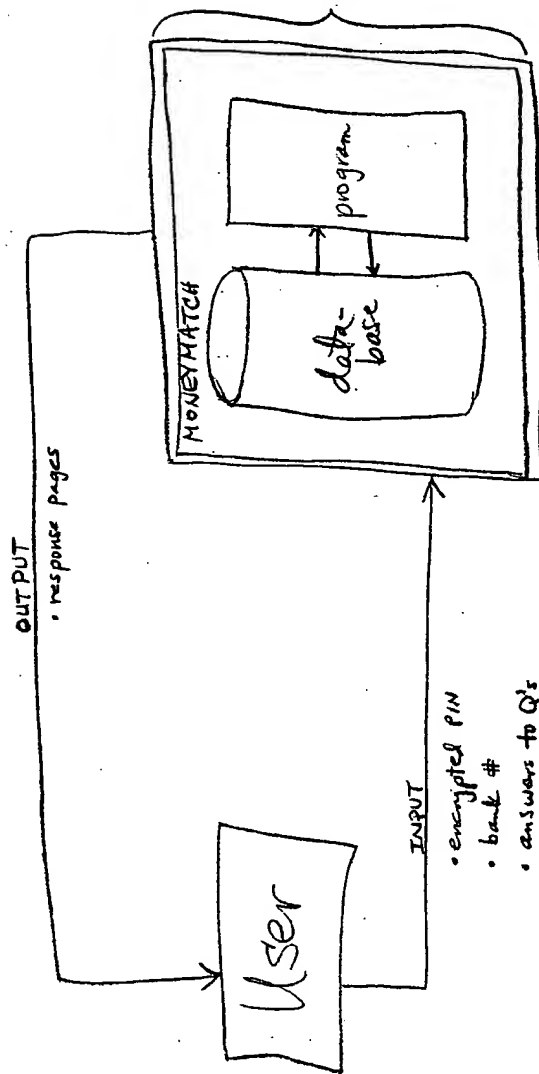 OUTPUT
• response pages
MONEYMATCH
data-
base
program
User
INPUT
• encrypted PIN
• bank #
• answers to Q's